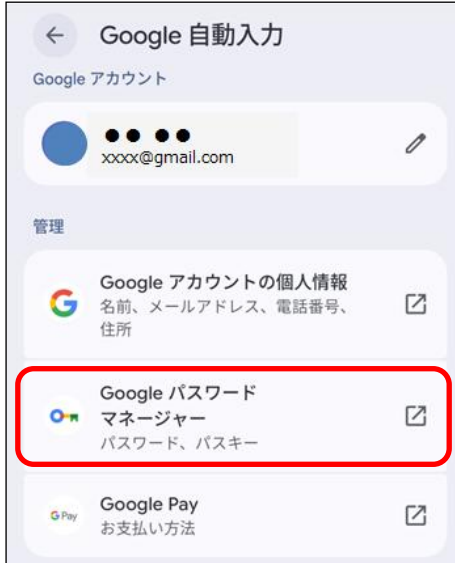 Google 自動入力
Google アカウント
●● ●●
xxxx@gmail.com
管理
Google アカウントの個人情報
名前、メールアドレス、電話番号、
住所
Google パスワード
マネージャー
パスワード、パスキー
G Pay
Google Pay
お支払い方法